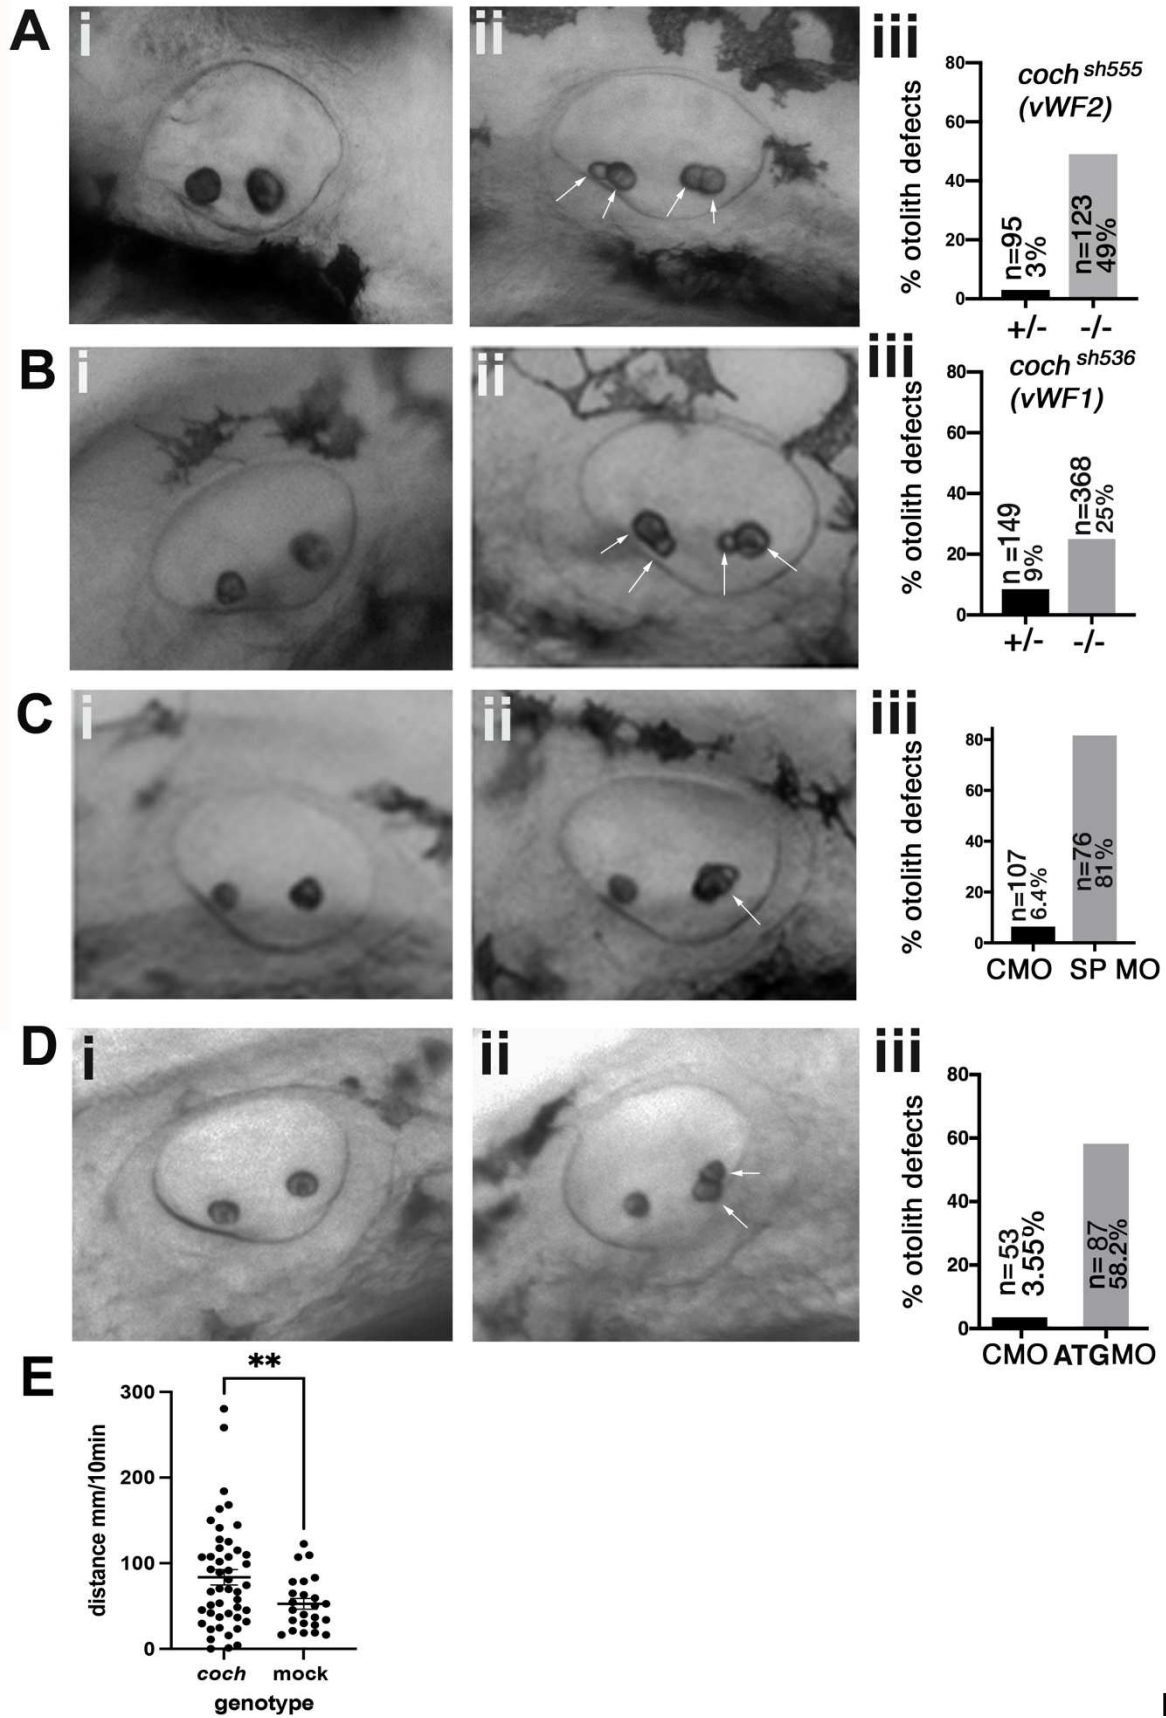 A
i
ii
iii
80
60
40
20
0
% otolith defects
coch sh555
(vWF2)
n=95
3%
n=123
49%
+/-
-/-
B
i
ii
iii
80
60
40
20
0
% otolith defects
coch sh536
(vWF1)
n=149
9%
n=368
25%
+/-
-/-
C
i
ii
iii
80
60
40
20
0
% otolith defects
n=107
6.4%
n=76
81%
CMO
SP MO
D
i
ii
iii
80
60
40
20
0
% otolith defects
n= 53
3.55%
n= 87
58.2%
CMO
ATGMO
E
**
300
200
100
0
distance mm/10min
coch
mock
genotype